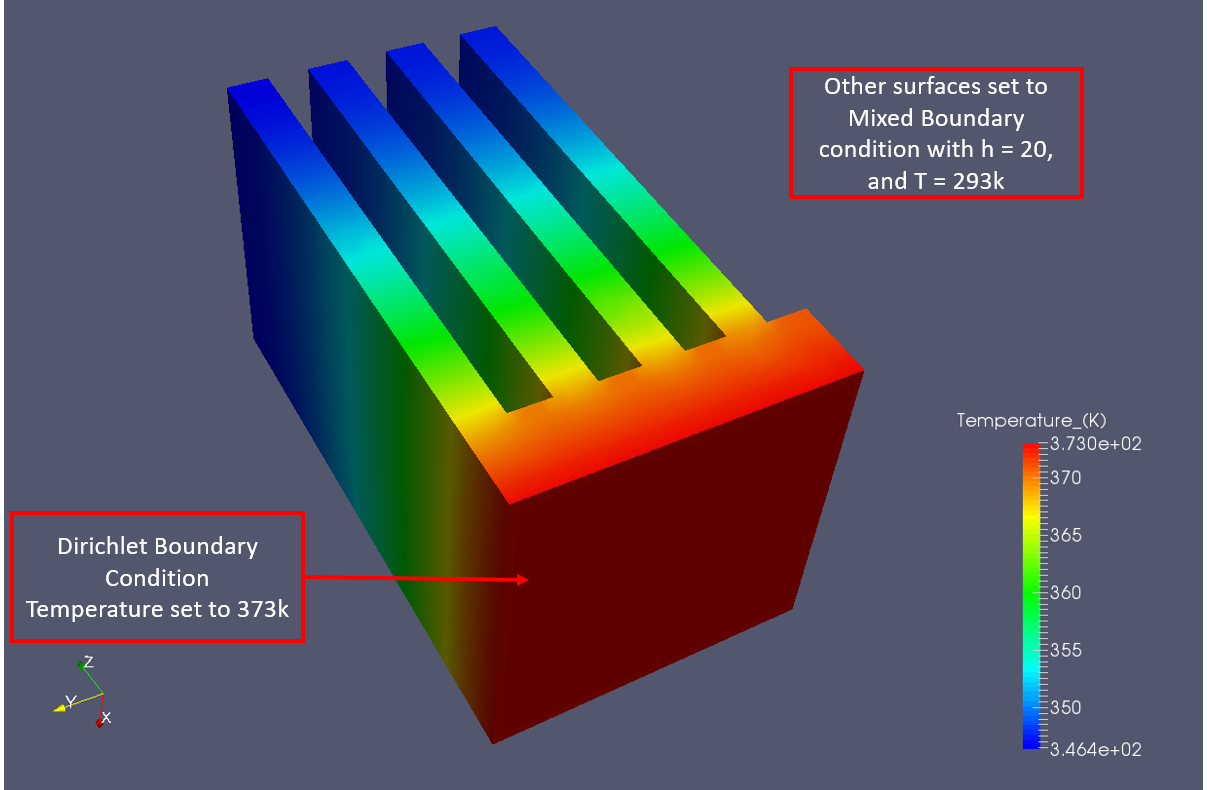 Other surfaces set to
Mixed Boundary
condition with h = 20,
and T = 293k
Temperature_(K)
3.730e+02
370
365
360
355
350
3.464e+02
Dirichlet Boundary
Condition
Temperature set to 373k
Z
Y
X